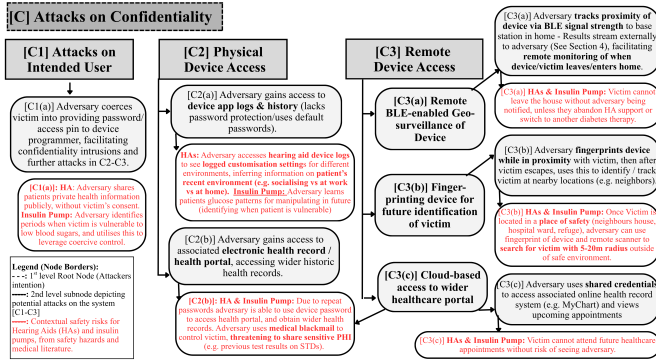 [C] Attacks on Confidentiality
[C1] Attacks on
Intended User
[C1(a)] Adversary coerces
victim into providing password/
access pin to device
programmer, facilitating
confidentiality intrusions and
further attacks in C2-C3.
[C1(a)]: HA: Adversary shares
patients private health information
publicly, without victim's consent.
Insulin Pump: Adversary identifies
periods when victim is vulnerable to
low blood sugars, and utilises this to
leverage coercive control.
Legend (Node Borders):
- - -: 1st level Root Node (Attackers
intention)
——: 2nd level subnode depicting
potential attacks on the system
[C1-C3]
——: Contextual safety risks for
Hearing Aids (HAs) and insulin
pumps, from safety hazards and
medical literature.
[C2] Physical
Device Access
[C2(a)] Adversary gains access to
device app logs & history (lacks
password protection/uses default
passwords).
HAs: Adversary accesses hearing aid device logs
to see logged customisation settings for different
environments, inferring information on patient's
recent environment (e.g. socialising vs at work
vs at home). Insulin Pump: Adversary learns
patients glucose patterns for manipulating in future
(identifying when patient is vulnerable)
[C2(b)] Adversary gains access to
associated electronic health record
/ health portal, accessing wider
historic health records.
[C2(b)]: HA & Insulin Pump: Due to repeat
passwords adversary is able to use device password
to access health portal, and obtain wider health
records. Adversary uses medical blackmail to
control victim, threatening to share sensitive PHI
(e.g. previous test results on STDs).
[C3] Remote
Device Access
[C3(a)] Remote
BLE-enabled Geo-
surveillance of
Device
[C3(b)] Finger-
printing device for
future identification
of victim
[C3(c)] Cloud-based
access to wider
healthcare portal
[C3(a)] Adversary tracks proximity of
device via BLE signal strength to base
station in home - Results stream externally
to adversary (See Section 4), facilitating
remote monitoring of when
device/victim leaves/enters home.
[C3(a)] HAs & Insulin Pump: Victim cannot
leave the house without adversary being
notified, unless they abandon HA support or
switch to another diabetes therapy.
[C3(b)] Adversary fingerprints device
while in proximity with victim, then after
victim escapes, uses this to identify / track
victim at nearby locations (e.g. neighbors).
[C3(b)] HAs & Insulin Pump: Once Victim is
located in a place of safety (neighbours house,
hospital ward, refuge), adversary can use
fingerprint of device and remote scanner to
search for victim with 5-20m radius outside
of safe environment.
[C3(c)] Adversary uses shared credentials
to access associated online health record
system (e.g. MyChart) and views
upcoming appointments
[C3(c)] HAs & Insulin Pump: Victim cannot attend future healthcare
appointments without risk of seeing adversary.